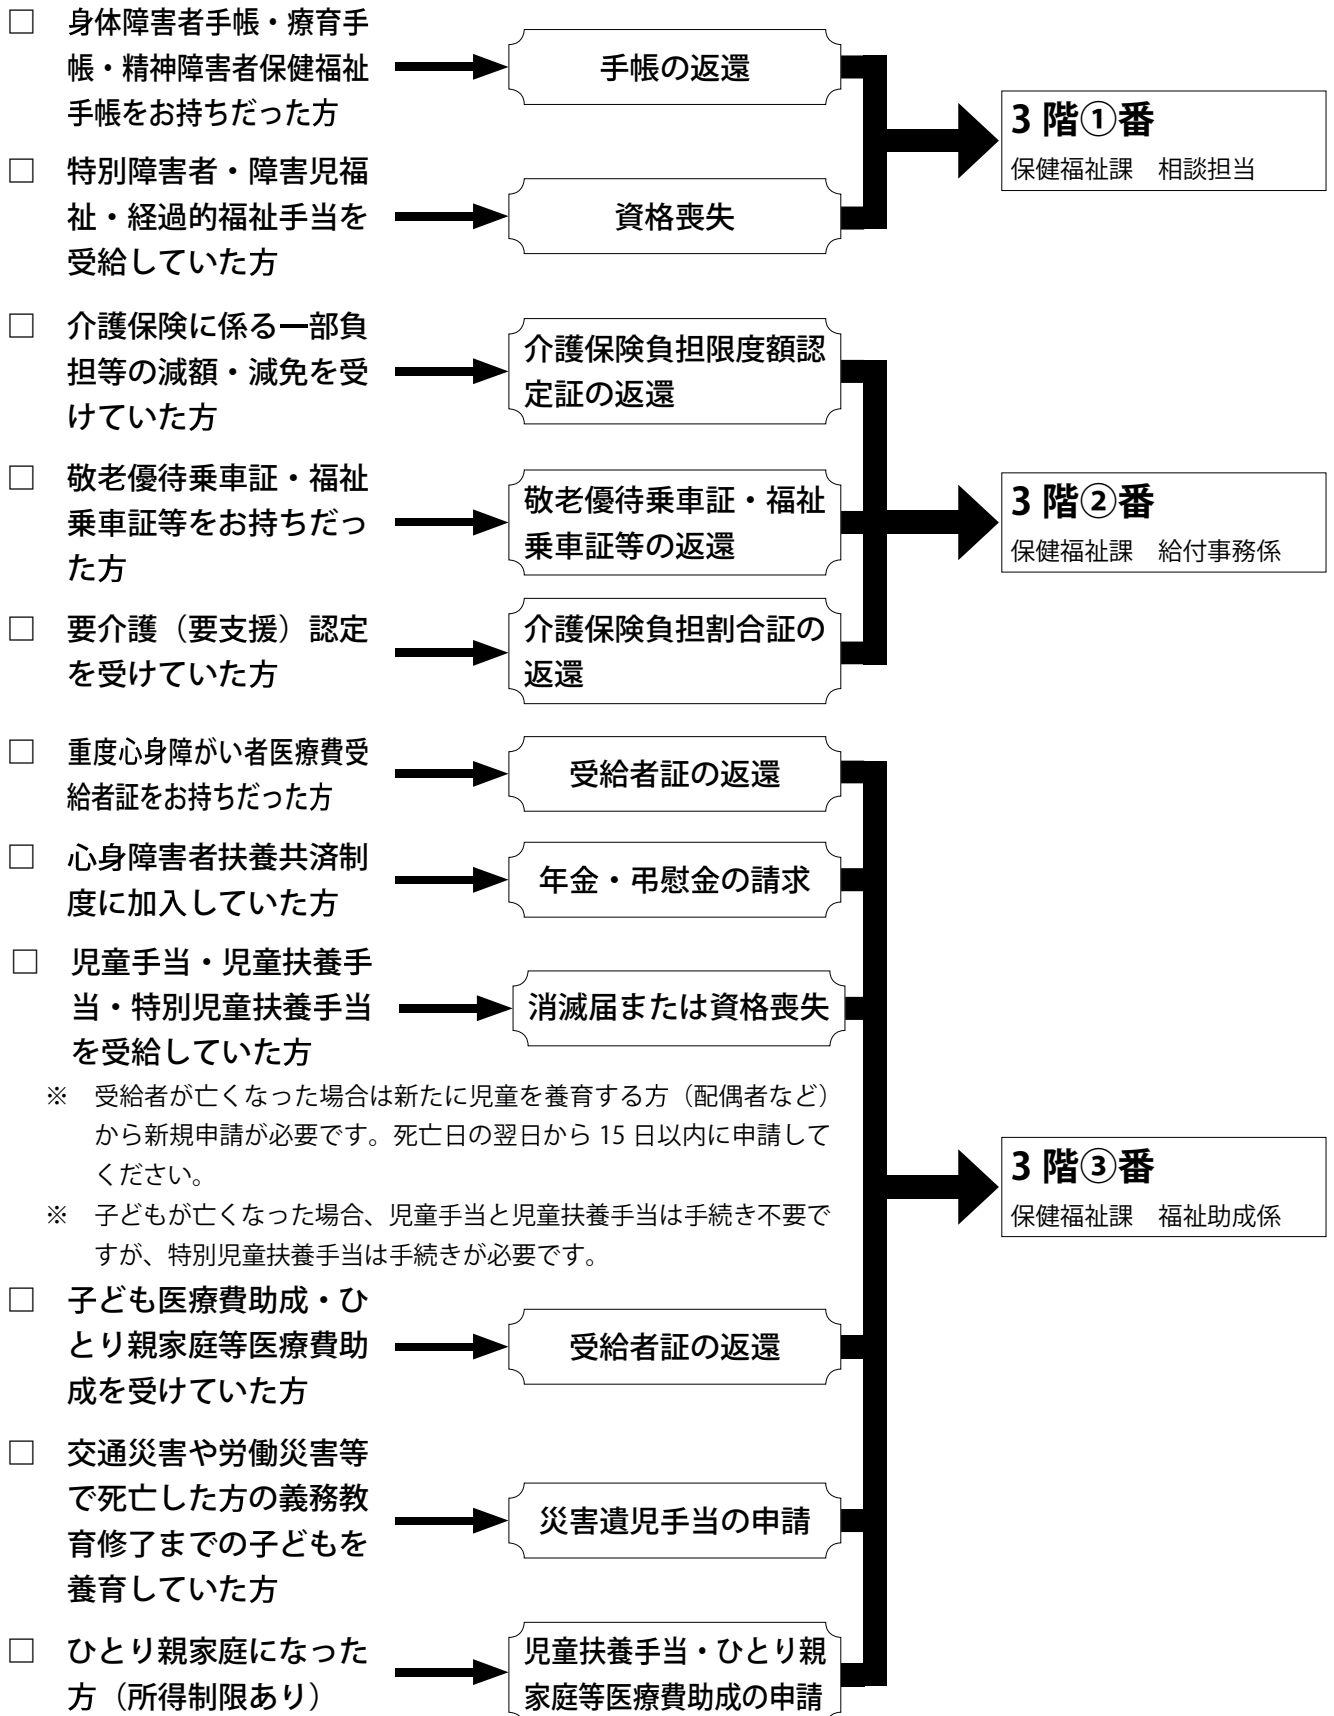 □ 身体障害者手帳・療育手
帳・精神障害者保健福祉
手帳をお持ちだった方
手帳の返還
□ 特別障害者・障害児福
祉・経過的福祉手当を
受給していた方
資格喪失
3 階①番
保健福祉課 相談担当
□ 介護保険に係る一部負
担等の減額・減免を受
けていた方
介護保険負担限度額認
定証の返還
□ 敬老優待乗車証・福祉
乗車証等をお持ちだっ
た方
敬老優待乗車証・福祉
乗車証等の返還
□ 要介護（要支援）認定
を受けていた方
介護保険負担割合証の
返還
3 階②番
保健福祉課 給付事務係
□ 重度心身障がい者医療費受
給者証をお持ちだった方
受給者証の返還
□ 心身障害者扶養共済制
度に加入していた方
年金・弔慰金の請求
□ 児童手当・児童扶養手
当・特別児童扶養手当
を受給していた方
消滅届または資格喪失
※ 受給者が亡くなった場合は新たに児童を養育する方（配偶者など）
から新規申請が必要です。死亡日の翌日から 15 日以内に申請して
ください。
※ 子どもが亡くなった場合、児童手当と児童扶養手当は手続き不要で
すが、特別児童扶養手当は手続きが必要です。
3 階③番
保健福祉課 福祉助成係
□ 子ども医療費助成・ひ
とり親家庭等医療費助
成を受けていた方
受給者証の返還
□ 交通災害や労働災害等
で死亡した方の義務教
育修了までの子どもを
養育していた方
災害遺児手当の申請
□ ひとり親家庭になった
方（所得制限あり）
児童扶養手当・ひとり親
家庭等医療費助成の申請